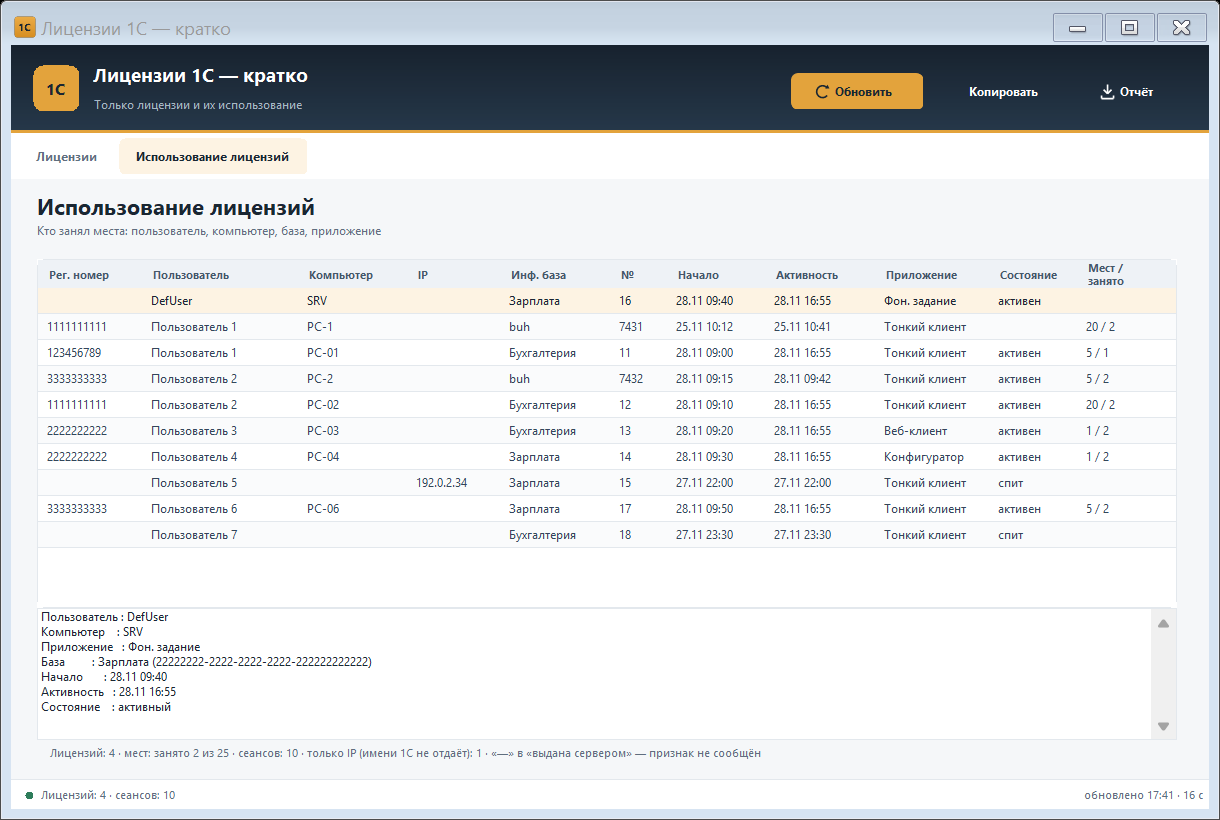 1С Лицензии 1С — кратко
1С
Лицензии 1С — кратко
Только лицензии и их использование
Обновить Копировать Отчёт
Лицензии Использование лицензий
Использование лицензий
Кто занял места: пользователь, компьютер, база, приложение
Рег. номер Пользователь Компьютер IP Инф. база № Начало Активность Приложение Состояние Мест / занято
DefUser SRV Зарплата 16 28.11 09:40 28.11 16:55 Фон. задание активен
1111111111 Пользователь 1 PC-1 buh 7431 25.11 10:12 25.11 10:41 Тонкий клиент 20 / 2
123456789 Пользователь 1 PC-01 Бухгалтерия 11 28.11 09:00 28.11 16:55 Тонкий клиент активен 5 / 1
3333333333 Пользователь 2 PC-2 buh 7432 28.11 09:15 28.11 09:42 Тонкий клиент активен 5 / 2
1111111111 Пользователь 2 PC-02 Бухгалтерия 12 28.11 09:10 28.11 16:55 Тонкий клиент активен 20 / 2
2222222222 Пользователь 3 PC-03 Бухгалтерия 13 28.11 09:20 28.11 16:55 Веб-клиент активен 1 / 2
2222222222 Пользователь 4 PC-04 Зарплата 14 28.11 09:30 28.11 16:55 Конфигуратор активен 1 / 2
Пользователь 5 192.0.2.34 Зарплата 15 27.11 22:00 27.11 22:00 Тонкий клиент спит
3333333333 Пользователь 6 PC-06 Зарплата 17 28.11 09:50 28.11 16:55 Тонкий клиент активен 5 / 2
Пользователь 7 Бухгалтерия 18 27.11 23:30 27.11 23:30 Тонкий клиент спит
Пользователь : DefUser
Компьютер : SRV
Приложение : Фон. задание
База : Зарплата (22222222-2222-2222-2222-222222222222)
Начало : 28.11 09:40
Активность : 28.11 16:55
Состояние : активный
Лицензий: 4 · мест: занято 2 из 25 · сеансов: 10 · только IP (имени 1С не отдаёт): 1 · «—» в «выдана сервером» — признак не сообщён
Лицензий: 4 · сеансов: 10 обновлено 17:41 · 16 с